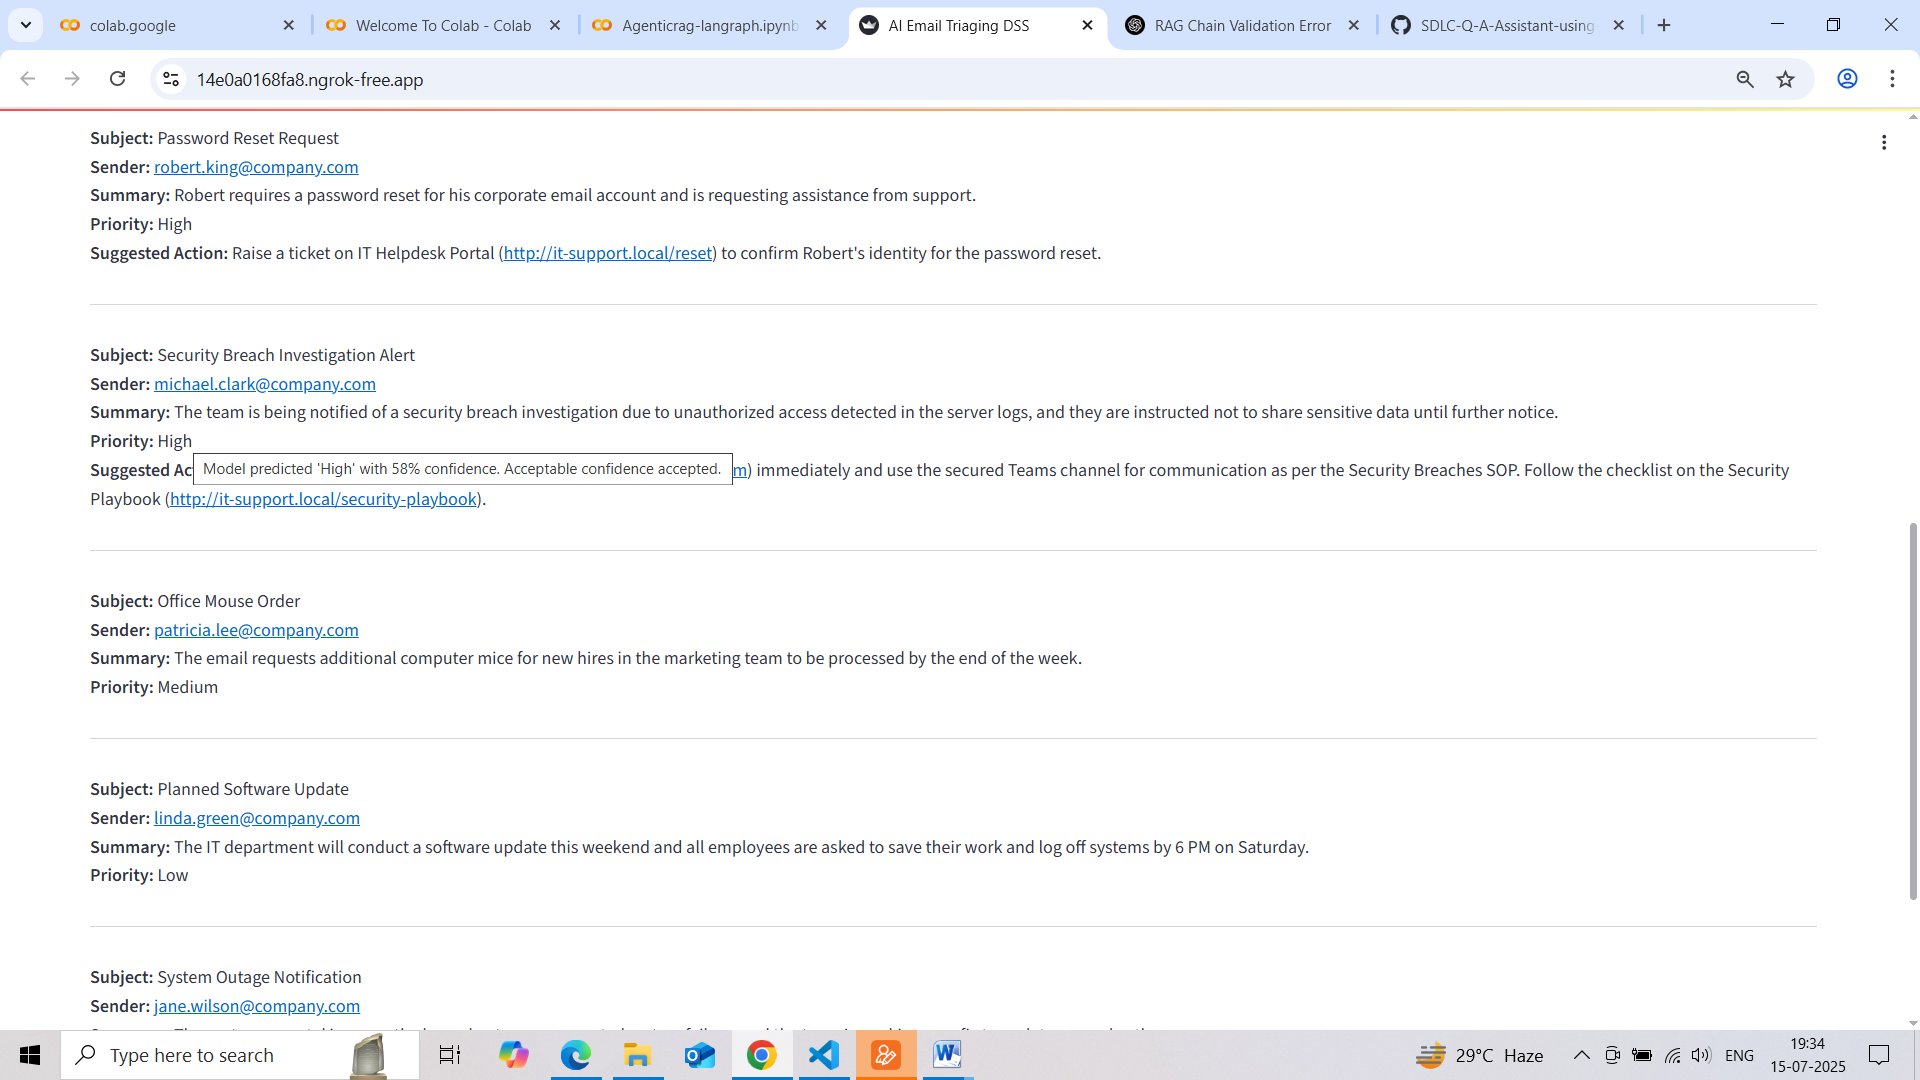 colab.google
Welcome To Colab - Colab
Agenticrag-langraph.ipynb
AI Email Triaging DSS
RAG Chain Validation Error
SDLC-Q-A-Assistant-using
14e0a0168fa8.ngrok-free.app
Subject: Password Reset Request
Sender: robert.king@company.com
Summary: Robert requires a password reset for his corporate email account and is requesting assistance from support.
Priority: High
Suggested Action: Raise a ticket on IT Helpdesk Portal (http://it-support.local/reset) to confirm Robert's identity for the password reset.
Subject: Security Breach Investigation Alert
Sender: michael.clark@company.com
Summary: The team is being notified of a security breach investigation due to unauthorized access detected in the server logs, and they are instructed not to share sensitive data until further notice.
Priority: High
Suggested Ac
Model predicted 'High' with 58% confidence. Acceptable confidence accepted.
m) immediately and use the secured Teams channel for communication as per the Security Breaches SOP. Follow the checklist on the Security
Playbook (http://it-support.local/security-playbook).
Subject: Office Mouse Order
Sender: patricia.lee@company.com
Summary: The email requests additional computer mice for new hires in the marketing team to be processed by the end of the week.
Priority: Medium
Subject: Planned Software Update
Sender: linda.green@company.com
Summary: The IT department will conduct a software update this weekend and all employees are asked to save their work and log off systems by 6 PM on Saturday.
Priority: Low
Subject: System Outage Notification
Sender: jane.wilson@company.com
Type here to search
29°C Haze
ENG
19:34
15-07-2025